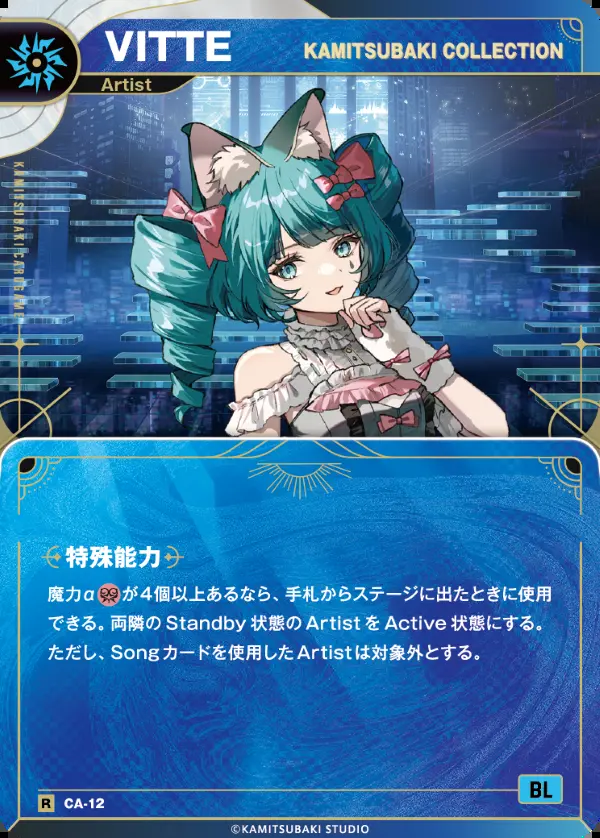 VITTE
KAMITSUBAKI COLLECTION
Artist
特殊能力
魔力α が4個以上あるなら、手札からステージに出たときに使用
できる。両隣のStandby 状態のArtistをActive 状態にする。
ただし、Songカードを使用したArtistは対象外とする。
BL
R CA-12
©KAMITSUBAKI STUDIO